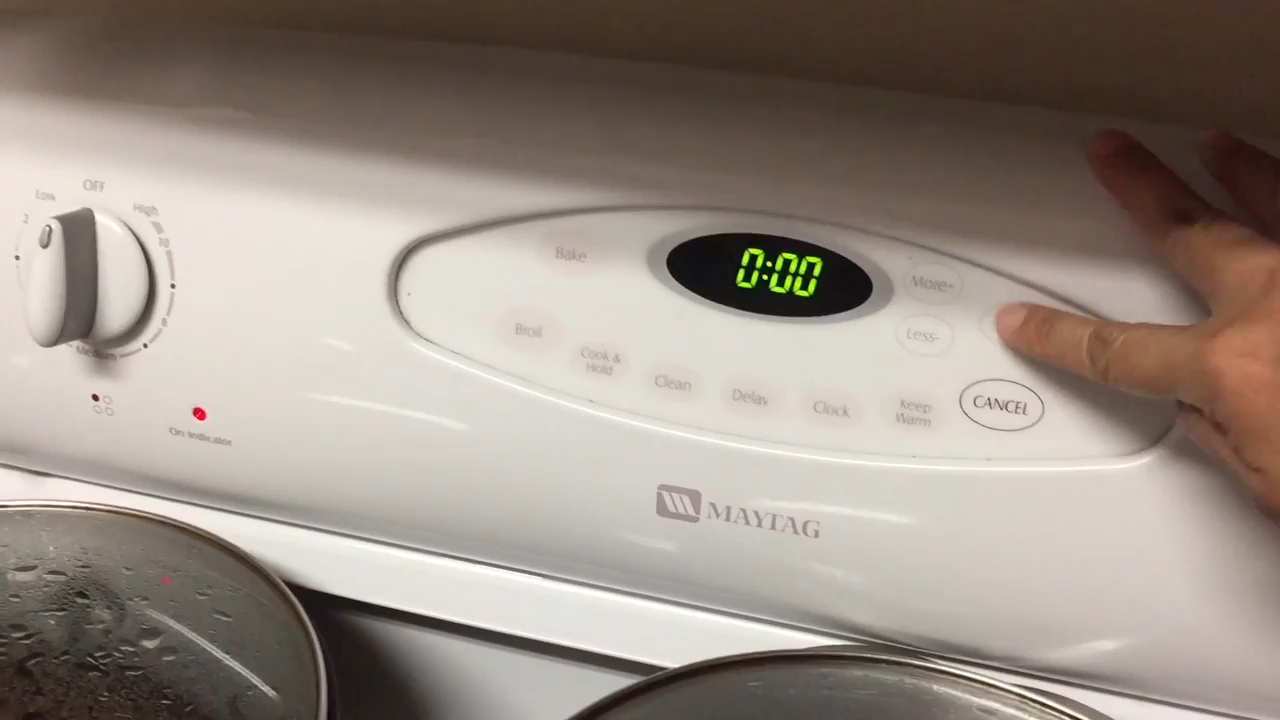 OFF
Low
High
10
Medium
On Indicator
Bake
0:00
More+
Less-
Broil
Cook &
Hold
Clean
Delay
Clock
Keep
Warm
CANCEL
MAYTAG